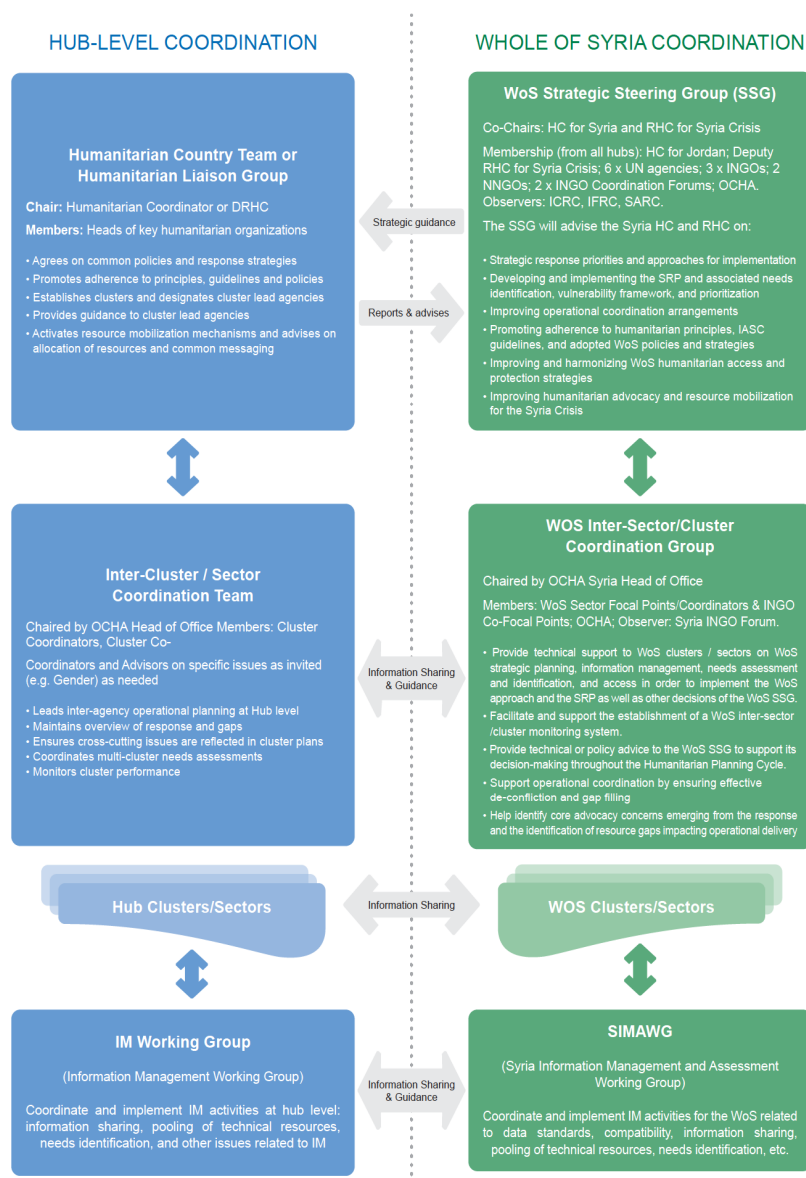 HUB-LEVEL COORDINATION
WHOLE OF SYRIA COORDINATION
Humanitarian Country Team or
Humanitarian Liaison Group
Chair: Humanitarian Coordinator or DRHC
Members: Heads of key humanitarian organizations
• Agrees on common policies and response strategies
• Promotes adherence to principles, guidelines and policies
• Establishes clusters and designates cluster lead agencies
• Provides guidance to cluster lead agencies
• Activates resource mobilization mechanisms and advises on
allocation of resources and common messaging
Strategic guidance
Reports & advises
WoS Strategic Steering Group (SSG)
Co-Chairs: HC for Syria and RHC for Syria Crisis
Membership (from all hubs): HC for Jordan; Deputy
RHC for Syria Crisis; 6 x UN agencies; 3 x INGOs; 2
NNGOs; 2 x INGO Coordination Forums; OCHA.
Observers: ICRC, IFRC, SARC.
The SSG will advise the Syria HC and RHC on:
• Strategic response priorities and approaches for implementation
• Developing and implementing the SRP and associated needs
identification, vulnerability framework, and prioritization
• Improving operational coordination arrangements
• Promoting adherence to humanitarian principles, IASC
guidelines, and adopted WoS policies and strategies
• Improving and harmonizing WoS humanitarian access and
protection strategies
• Improving humanitarian advocacy and resource mobilization
for the Syria Crisis
Inter-Cluster / Sector
Coordination Team
Chaired by OCHA Head of Office Members: Cluster
Coordinators, Cluster Co-
Coordinators and Advisors on specific issues as invited
(e.g. Gender) as needed
• Leads inter-agency operational planning at Hub level
• Maintains overview of response and gaps
• Ensures cross-cutting issues are reflected in cluster plans
• Coordinates multi-cluster needs assessments
• Monitors cluster performance
Information Sharing
& Guidance
WOS Inter-Sector/Cluster
Coordination Group
Chaired by OCHA Syria Head of Office
Members: WoS Sector Focal Points/Coordinators & INGO
Co-Focal Points; OCHA; Observer: Syria INGO Forum.
• Provide technical support to WoS clusters / sectors on WoS
strategic planning, information management, needs assessment
and identification, and access in order to implement the WoS
approach and the SRP as well as other decisions of the WoS SSG.
• Facilitate and support the establishment of a WoS inter-sector
/cluster monitoring system.
• Provide technical or policy advice to the WoS SSG to support its
decision-making throughout the Humanitarian Planning Cycle.
• Support operational coordination by ensuring effective
de-confliction and gap filling
• Help identify core advocacy concerns emerging from the response
and the identification of resource gaps impacting operational delivery
Hub Clusters/Sectors
Information Sharing
WOS Clusters/Sectors
IM Working Group
(Information Management Working Group)
Coordinate and implement IM activities at hub level:
information sharing, pooling of technical resources,
needs identification, and other issues related to IM
Information Sharing
& Guidance
SIMAWG
(Syria Information Management and Assessment
Working Group)
Coordinate and implement IM activities for the WoS related
to data standards, compatibility, information sharing,
pooling of technical resources, needs identification, etc.